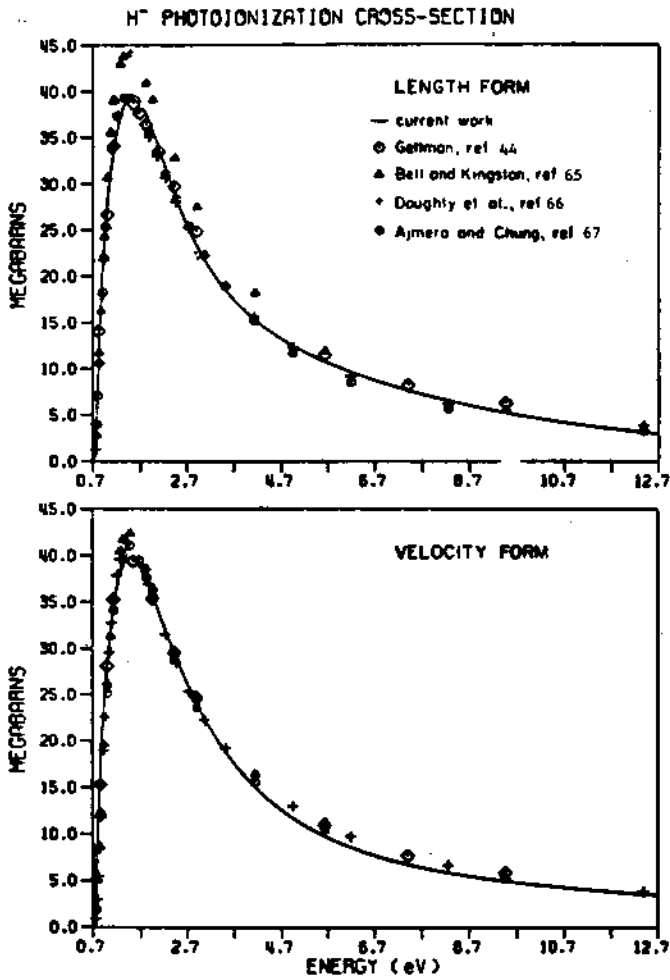 H⁻ PHOTOIONIZATION CROSS-SECTION
45.0
40.0
35.0
30.0
25.0
20.0
15.0
10.0
5.0
0.0
MEGABARNS
LENGTH FORM
current work
Geltman, ref 44
Bell and Kingston, ref 65
Doughty et al., ref 66
Ajmera and Chung, ref 67
0.7 2.7 4.7 6.7 8.7 10.7 12.7
45.0
40.0
35.0
30.0
25.0
20.0
15.0
10.0
5.0
0.0
MEGABARNS
VELOCITY FORM
0.7 2.7 4.7 6.7 8.7 10.7 12.7
ENERGY (eV)